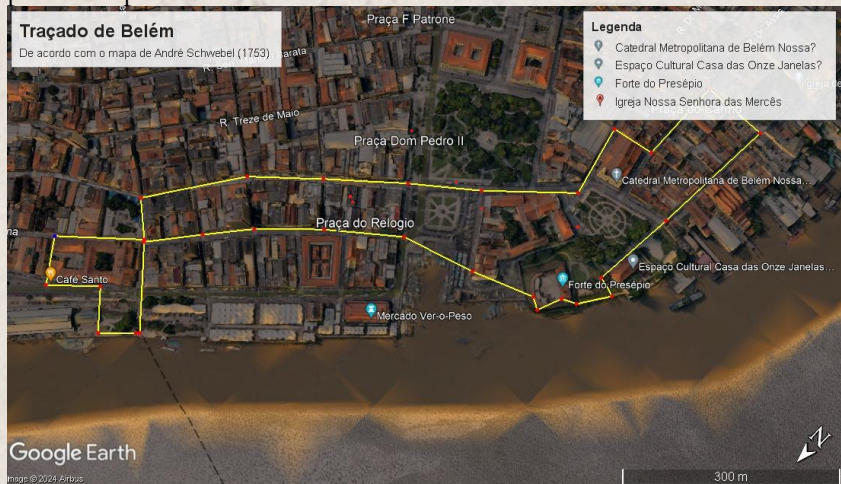 Traçado de Belém
De acordo com o mapa de André Schwebel (1753)
Praça F Patrone
Legenda
Catedral Metropolitana de Belém Nossa?
Espaço Cultural Casa das Onze Janelas?
Forte do Presépio
Igreja Nossa Senhora das Mercês
R. Treze de Maio
Praça Dom Pedro II
Catedral Metropolitana de Belém Nossa...
Praça do Relogio
Espaço Cultural Casa das Onze Janelas...
Café Santo
Forte do Presépio
Mercado Ver-o-Peso
N
Google Earth
Image © 2024 Airbus
300 m